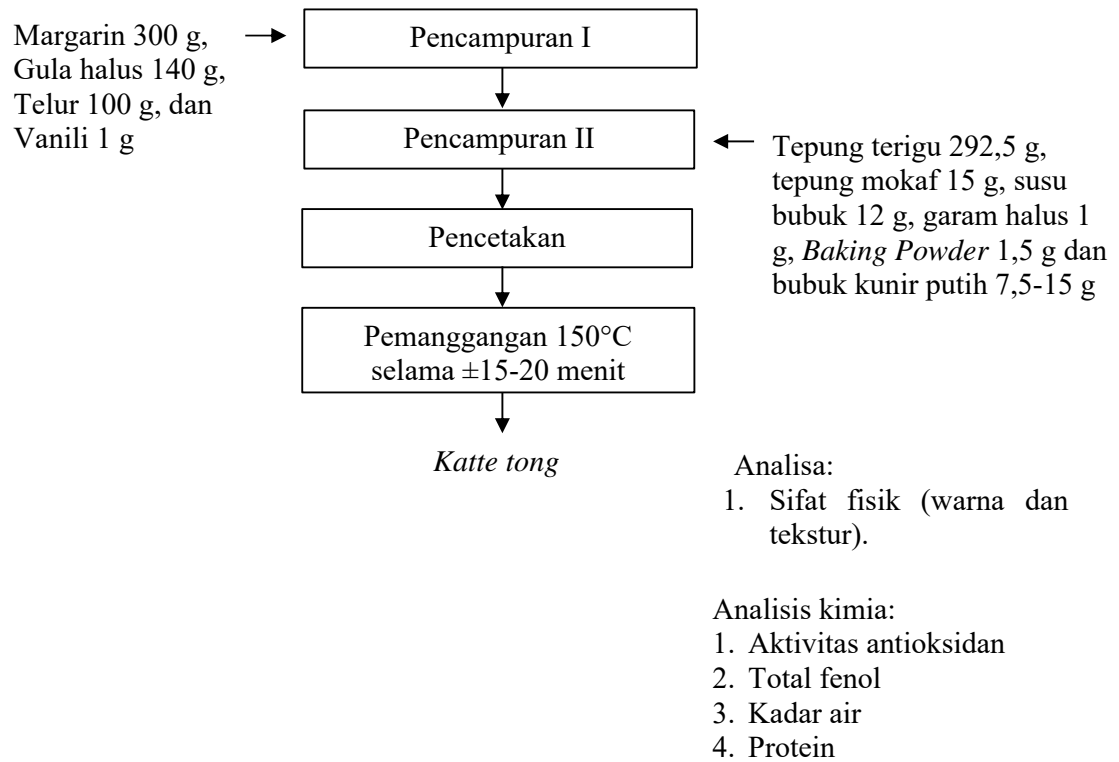 Margarin 300 g,
Gula halus 140 g,
Telur 100 g, dan
Vanili 1 g
Pencampuran I
Pencampuran II
Tepung terigu 292,5 g,
tepung mokaf 15 g, susu
bubuk 12 g, garam halus 1
g, Baking Powder 1,5 g dan
bubuk kunir putih 7,5-15 g
Pencetakan
Pemanggangan 150°C
selama ±15-20 menit
Katte tong
Analisa:
1. Sifat fisik (warna dan
tekstur).
Analisis kimia:
1. Aktivitas antioksidan
2. Total fenol
3. Kadar air
4. Protein